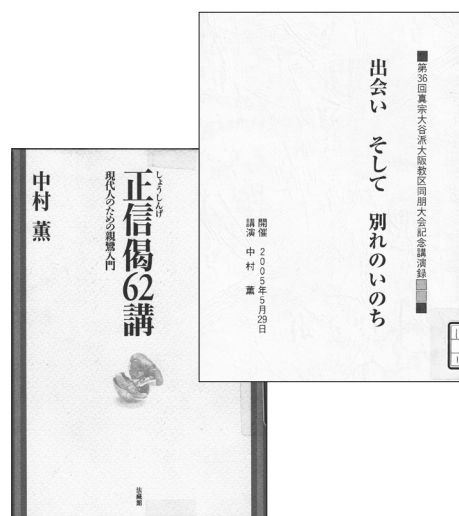 ■第36回真宗大谷派大阪教区同朋大会記念講演録
出会い そして 別れのいのち
開催 2005年5月29日
講演 中村 薫
しょうしんげ
正信偈62講
現代人のための親鸞入門
中村 薫
法藏館